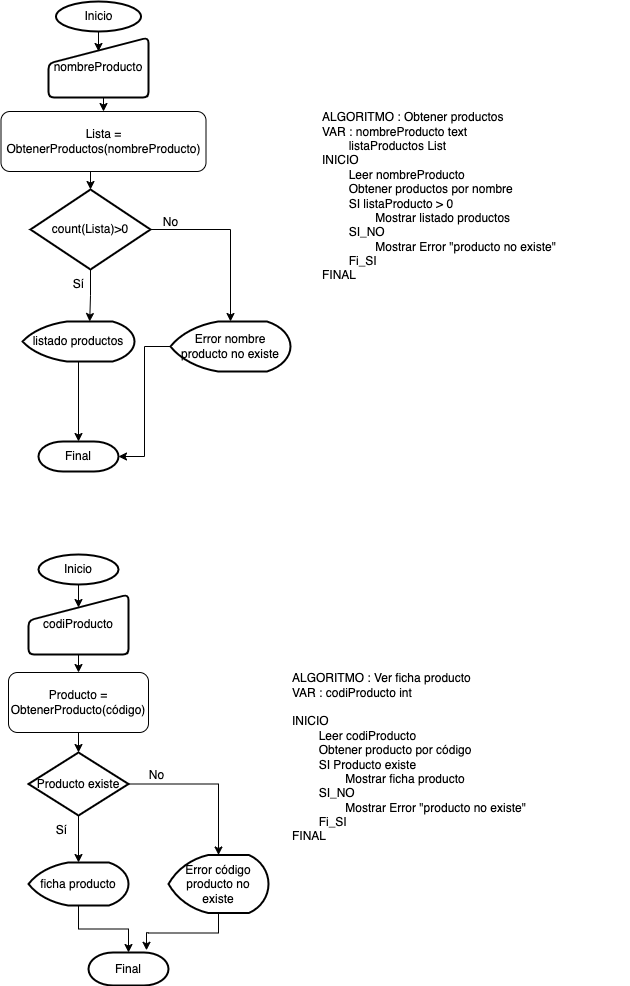 Inicio
nombreProducto
Lista =
ObtenerProductos(nombreProducto)
count(Lista)>0
No
Sí
listado productos
Error nombre
producto no existe
Final
ALGORITMO : Obtener productos
VAR : nombreProducto text
listaProductos List
INICIO
Leer nombreProducto
Obtener productos por nombre
SI listaProducto > 0
Mostrar listado productos
SI_NO
Mostrar Error "producto no existe"
Fi_SI
FINAL
Inicio
codiProducto
Producto =
ObtenerProducto(código)
Producto existe
No
Sí
ficha producto
Error código
producto no
existe
Final
ALGORITMO : Ver ficha producto
VAR : codiProducto int
INICIO
Leer codiProducto
Obtener producto por código
SI Producto existe
Mostrar ficha producto
SI_NO
Mostrar Error "producto no existe"
Fi_SI
FINAL